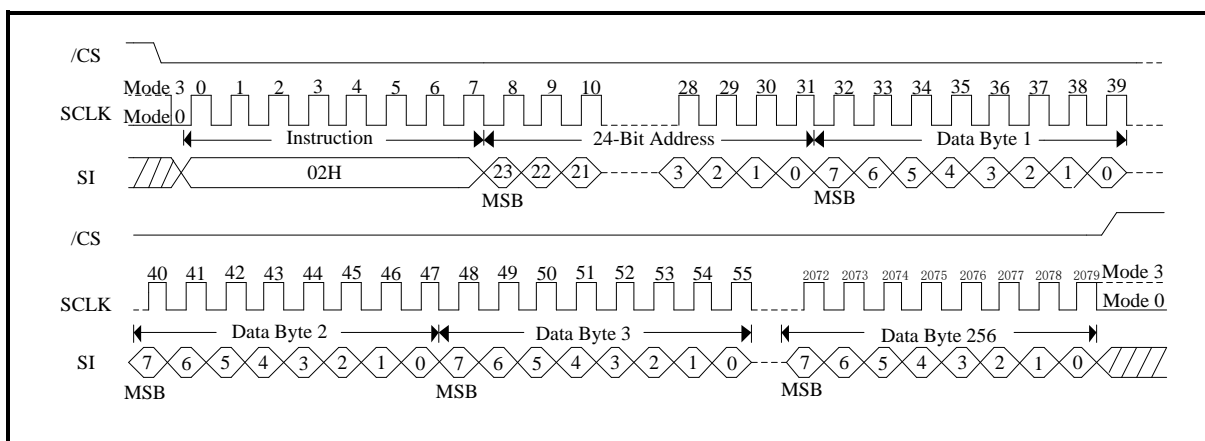 /CS
Mode 3 0 1 2 3 4 5 6 7 8 9 10 28 29 30 31 32 33 34 35 36 37 38 39
SCLK
Mode 0
Instruction 24-Bit Address Data Byte 1
SI 02H 23 22 21 3 2 1 0 7 6 5 4 3 2 1 0
MSB MSB
/CS
40 41 42 43 44 45 46 47 48 49 50 51 52 53 54 55 2072 2073 2074 2075 2076 2077 2078 2079 Mode 3
SCLK Mode 0
Data Byte 2 Data Byte 3 Data Byte 256
SI 7 6 5 4 3 2 1 0 7 6 5 4 3 2 1 0 7 6 5 4 3 2 1 0
MSB MSB MSB